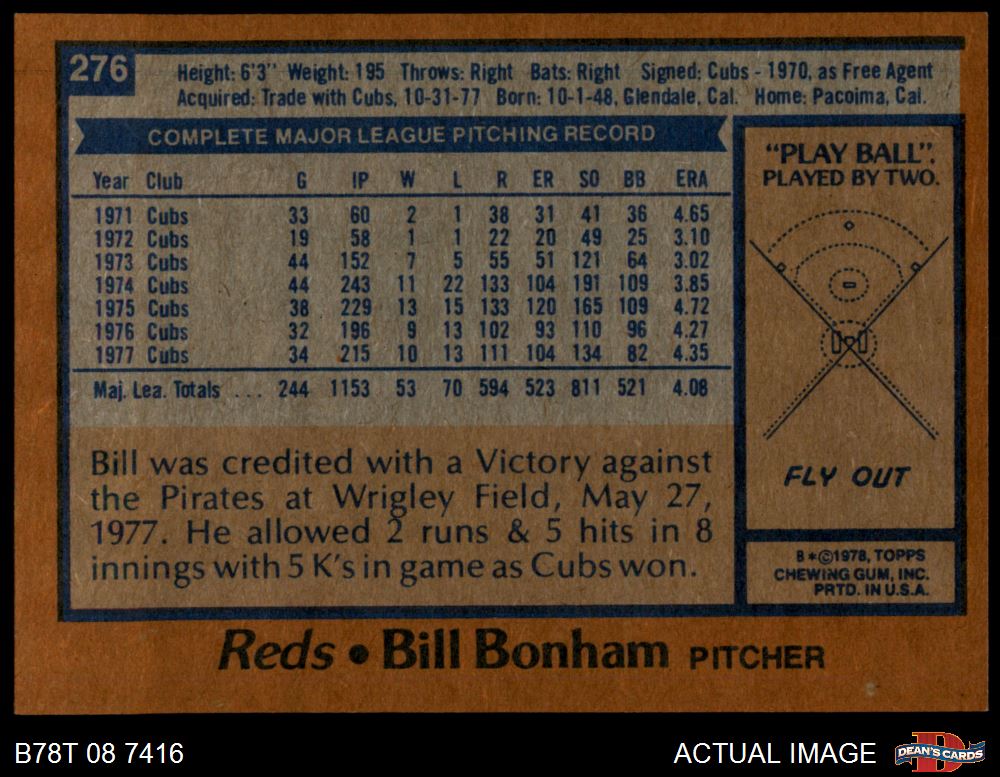 276
Height: 6'3" Weight: 195 Throws: Right Bats: Right Signed: Cubs - 1970, as Free Agent
Acquired: Trade with Cubs, 10-31-77 Born: 10-1-48, Glendale, Cal. Home: Pacoima, Cal.
COMPLETE MAJOR LEAGUE PITCHING RECORD
Year Club G IP W L R ER SO BB ERA
1971 Cubs 33 60 2 1 38 31 41 36 4.65
1972 Cubs 19 58 1 1 22 20 49 25 3.10
1973 Cubs 44 152 7 5 55 51 121 64 3.02
1974 Cubs 44 243 11 22 133 104 191 109 3.85
1975 Cubs 38 229 13 15 133 120 165 109 4.72
1976 Cubs 32 196 9 13 102 93 110 96 4.27
1977 Cubs 34 215 10 13 111 104 134 82 4.35
Maj. Lea. Totals ... 244 1153 53 70 594 523 811 521 4.08
Bill was credited with a Victory against
the Pirates at Wrigley Field, May 27,
1977. He allowed 2 runs & 5 hits in 8
innings with 5 K's in game as Cubs won.
"PLAY BALL".
PLAYED BY TWO.
FLY OUT
B*©1978, TOPPS
CHEWING GUM, INC.
PRTD. IN U.S.A.
Reds • Bill Bonham PITCHER
B78T 08 7416
ACTUAL IMAGE
D
DEAN'S CARDS